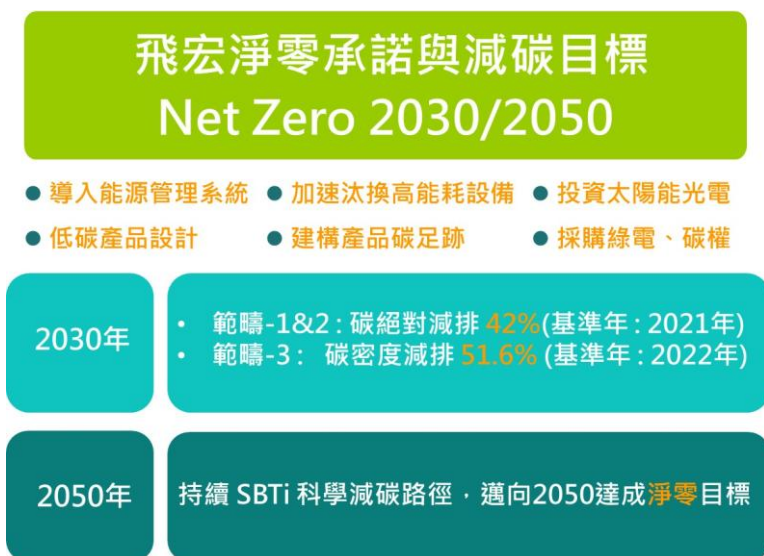 飛宏淨零承諾與減碳目標
Net Zero 2030/2050
● 導入能源管理系統 ● 加速汰換高能耗設備 ● 投資太陽能光電
● 低碳產品設計 ● 建構產品碳足跡 ● 採購綠電、碳權
2030年
• 範疇-1&2 : 碳絕對減排 42%(基準年 : 2021年)
• 範疇-3 : 碳密度減排 51.6% (基準年 : 2022年)
2050年
持續 SBTi 科學減碳路徑，邁向2050達成淨零目標